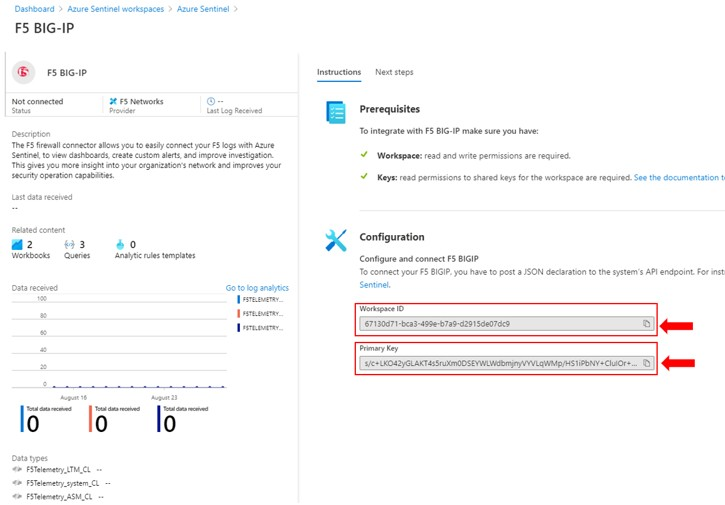 Dashboard > Azure Sentinel workspaces > Azure Sentinel >
F5 BIG-IP
F5 BIG-IP
Not connected
Status
F5 Networks
Provider
--
Last Log Received
Description
The F5 firewall connector allows you to easily connect your F5 logs with Azure
Sentinel, to view dashboards, create custom alerts, and improve investigation.
This gives you more insight into your organization's network and improves your
security operation capabilities.
Last data received
--
Related content
2
Workbooks
3
Queries
0
Analytic rules templates
Data received
Go to log analytics
100
80
60
40
20
0
August 16
August 23
F5TELEMETRY...
F5TELEMETRY...
F5TELEMETRY...
Total data received
0
Total data received
0
Total data received
0
Data types
F5Telemetry_LTM_CL --
F5Telemetry_system_CL --
F5Telemetry_ASM_CL --
Instructions
Next steps
Prerequisites
To integrate with F5 BIG-IP make sure you have:
Workspace: read and write permissions are required.
Keys: read permissions to shared keys for the workspace are required. See the documentation t
Configuration
Configure and connect F5 BIGIP
To connect your F5 BIGIP, you have to post a JSON declaration to the system's API endpoint. For inst
Sentinel.
Workspace ID
67130d71-bca3-499e-b7a9-d2915de07dc9
Primary Key